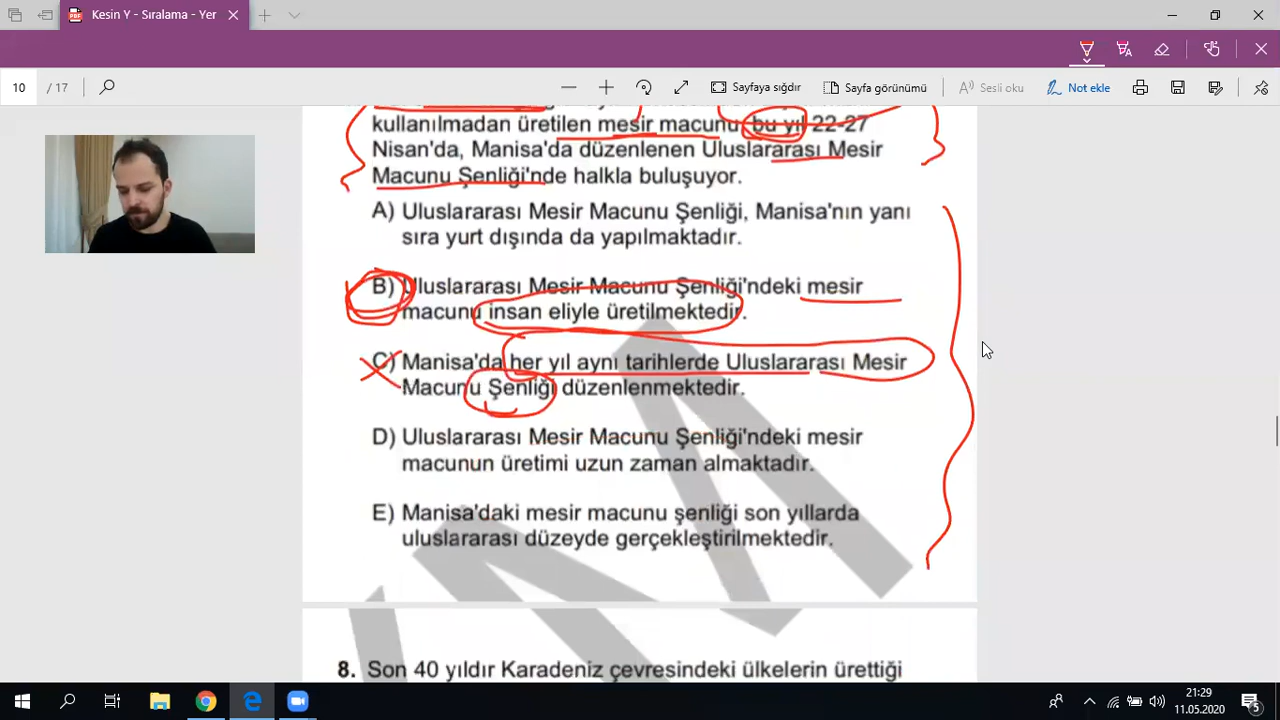 Kesin Y - Sıralama - Yer
10 / 17
Sayfaya sığdır
Sayfa görünümü
Sesli oku
Not ekle
kullanılmadan üretilen mesir macunu, bu yıl 22-27
Nisan'da, Manisa'da düzenlenen Uluslararası Mesir
Macunu Şenliği'nde halkla buluşuyor.
A) Uluslararası Mesir Macunu Şenliği, Manisa'nın yanı
sıra yurt dışında da yapılmaktadır.
B) Uluslararası Mesir Macunu Şenliği'ndeki mesir
macunu insan eliyle üretilmektedir.
C) Manisa'da her yıl aynı tarihlerde Uluslararası Mesir
Macunu Şenliği düzenlenmektedir.
D) Uluslararası Mesir Macunu Şenliği'ndeki mesir
macunun üretimi uzun zaman almaktadır.
E) Manisa'daki mesir macunu şenliği son yıllarda
uluslararası düzeyde gerçekleştirilmektedir.
8. Son 40 yıldır Karadeniz çevresindeki ülkelerin ürettiği
21:29
11.05.2020
5